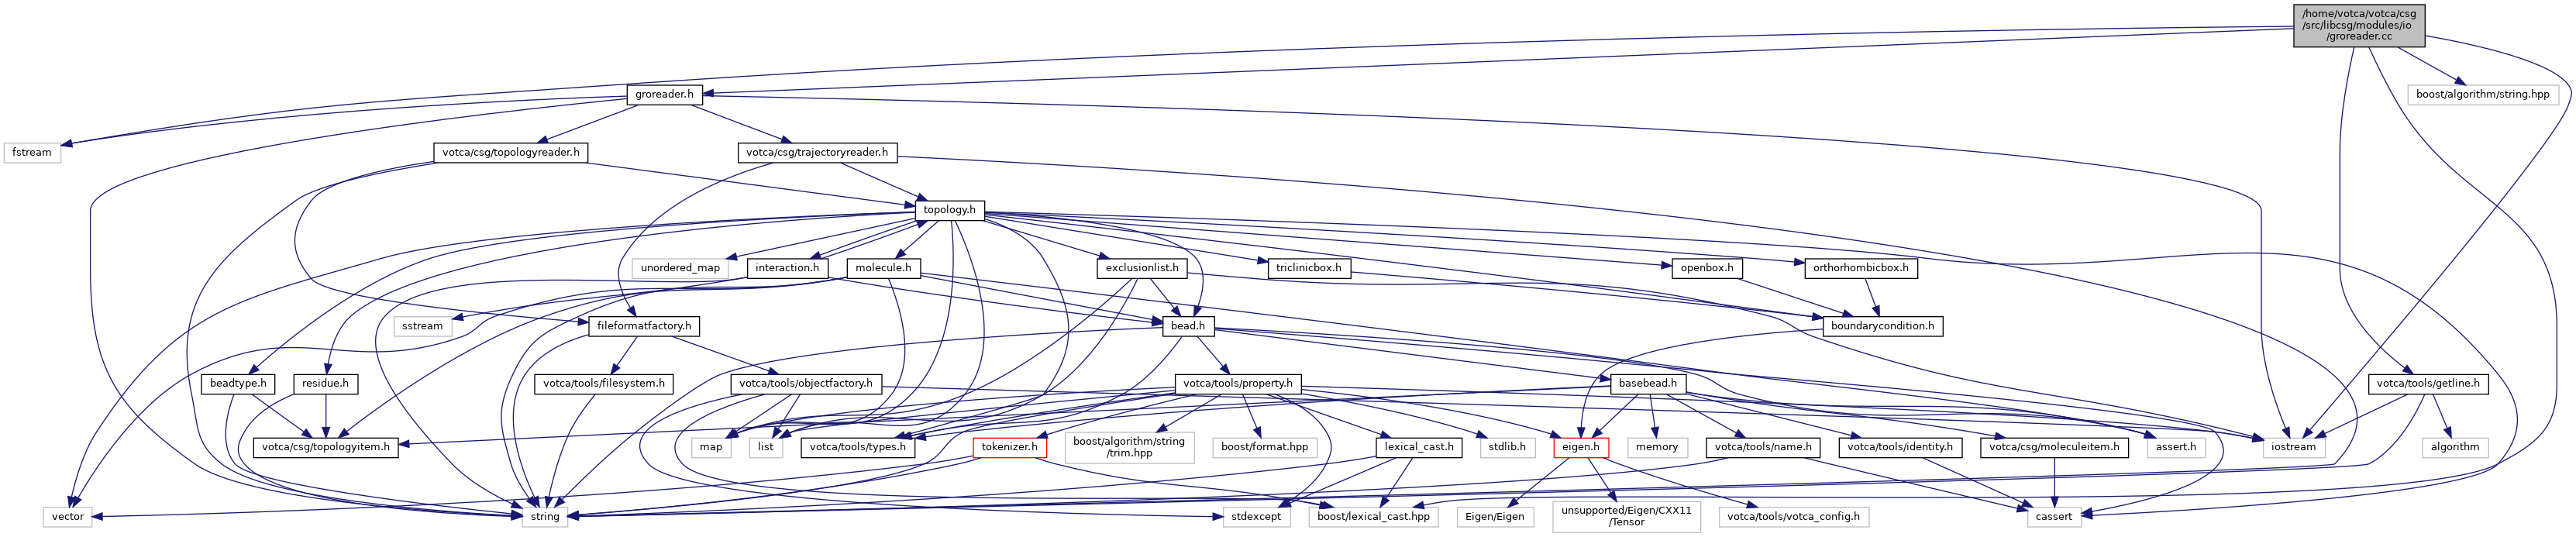 /home/votca/votca/csg
/src/libcsg/modules/io
/groreader.cc
groreader.h
boost/algorithm/string.hpp
fstream
votca/csg/topologyreader.h
votca/csg/trajectoryreader.h
topology.h
unordered_map
interaction.h
molecule.h
exclusionlist.h
triclinicbox.h
openbox.h
orthorhombicbox.h
sstream
fileformatfactory.h
bead.h
boundarycondition.h
beadtype.h
residue.h
votca/tools/filesystem.h
votca/tools/objectfactory.h
votca/tools/property.h
basebead.h
votca/tools/getline.h
votca/csg/topologyitem.h
map
list
votca/tools/types.h
tokenizer.h
boost/algorithm/string
/trim.hpp
boost/format.hpp
lexical_cast.h
stdlib.h
eigen.h
memory
votca/tools/name.h
votca/tools/identity.h
votca/csg/moleculeitem.h
assert.h
iostream
algorithm
vector
string
stdexcept
boost/lexical_cast.hpp
Eigen/Eigen
unsupported/Eigen/CXX11
/Tensor
votca/tools/votca_config.h
cassert